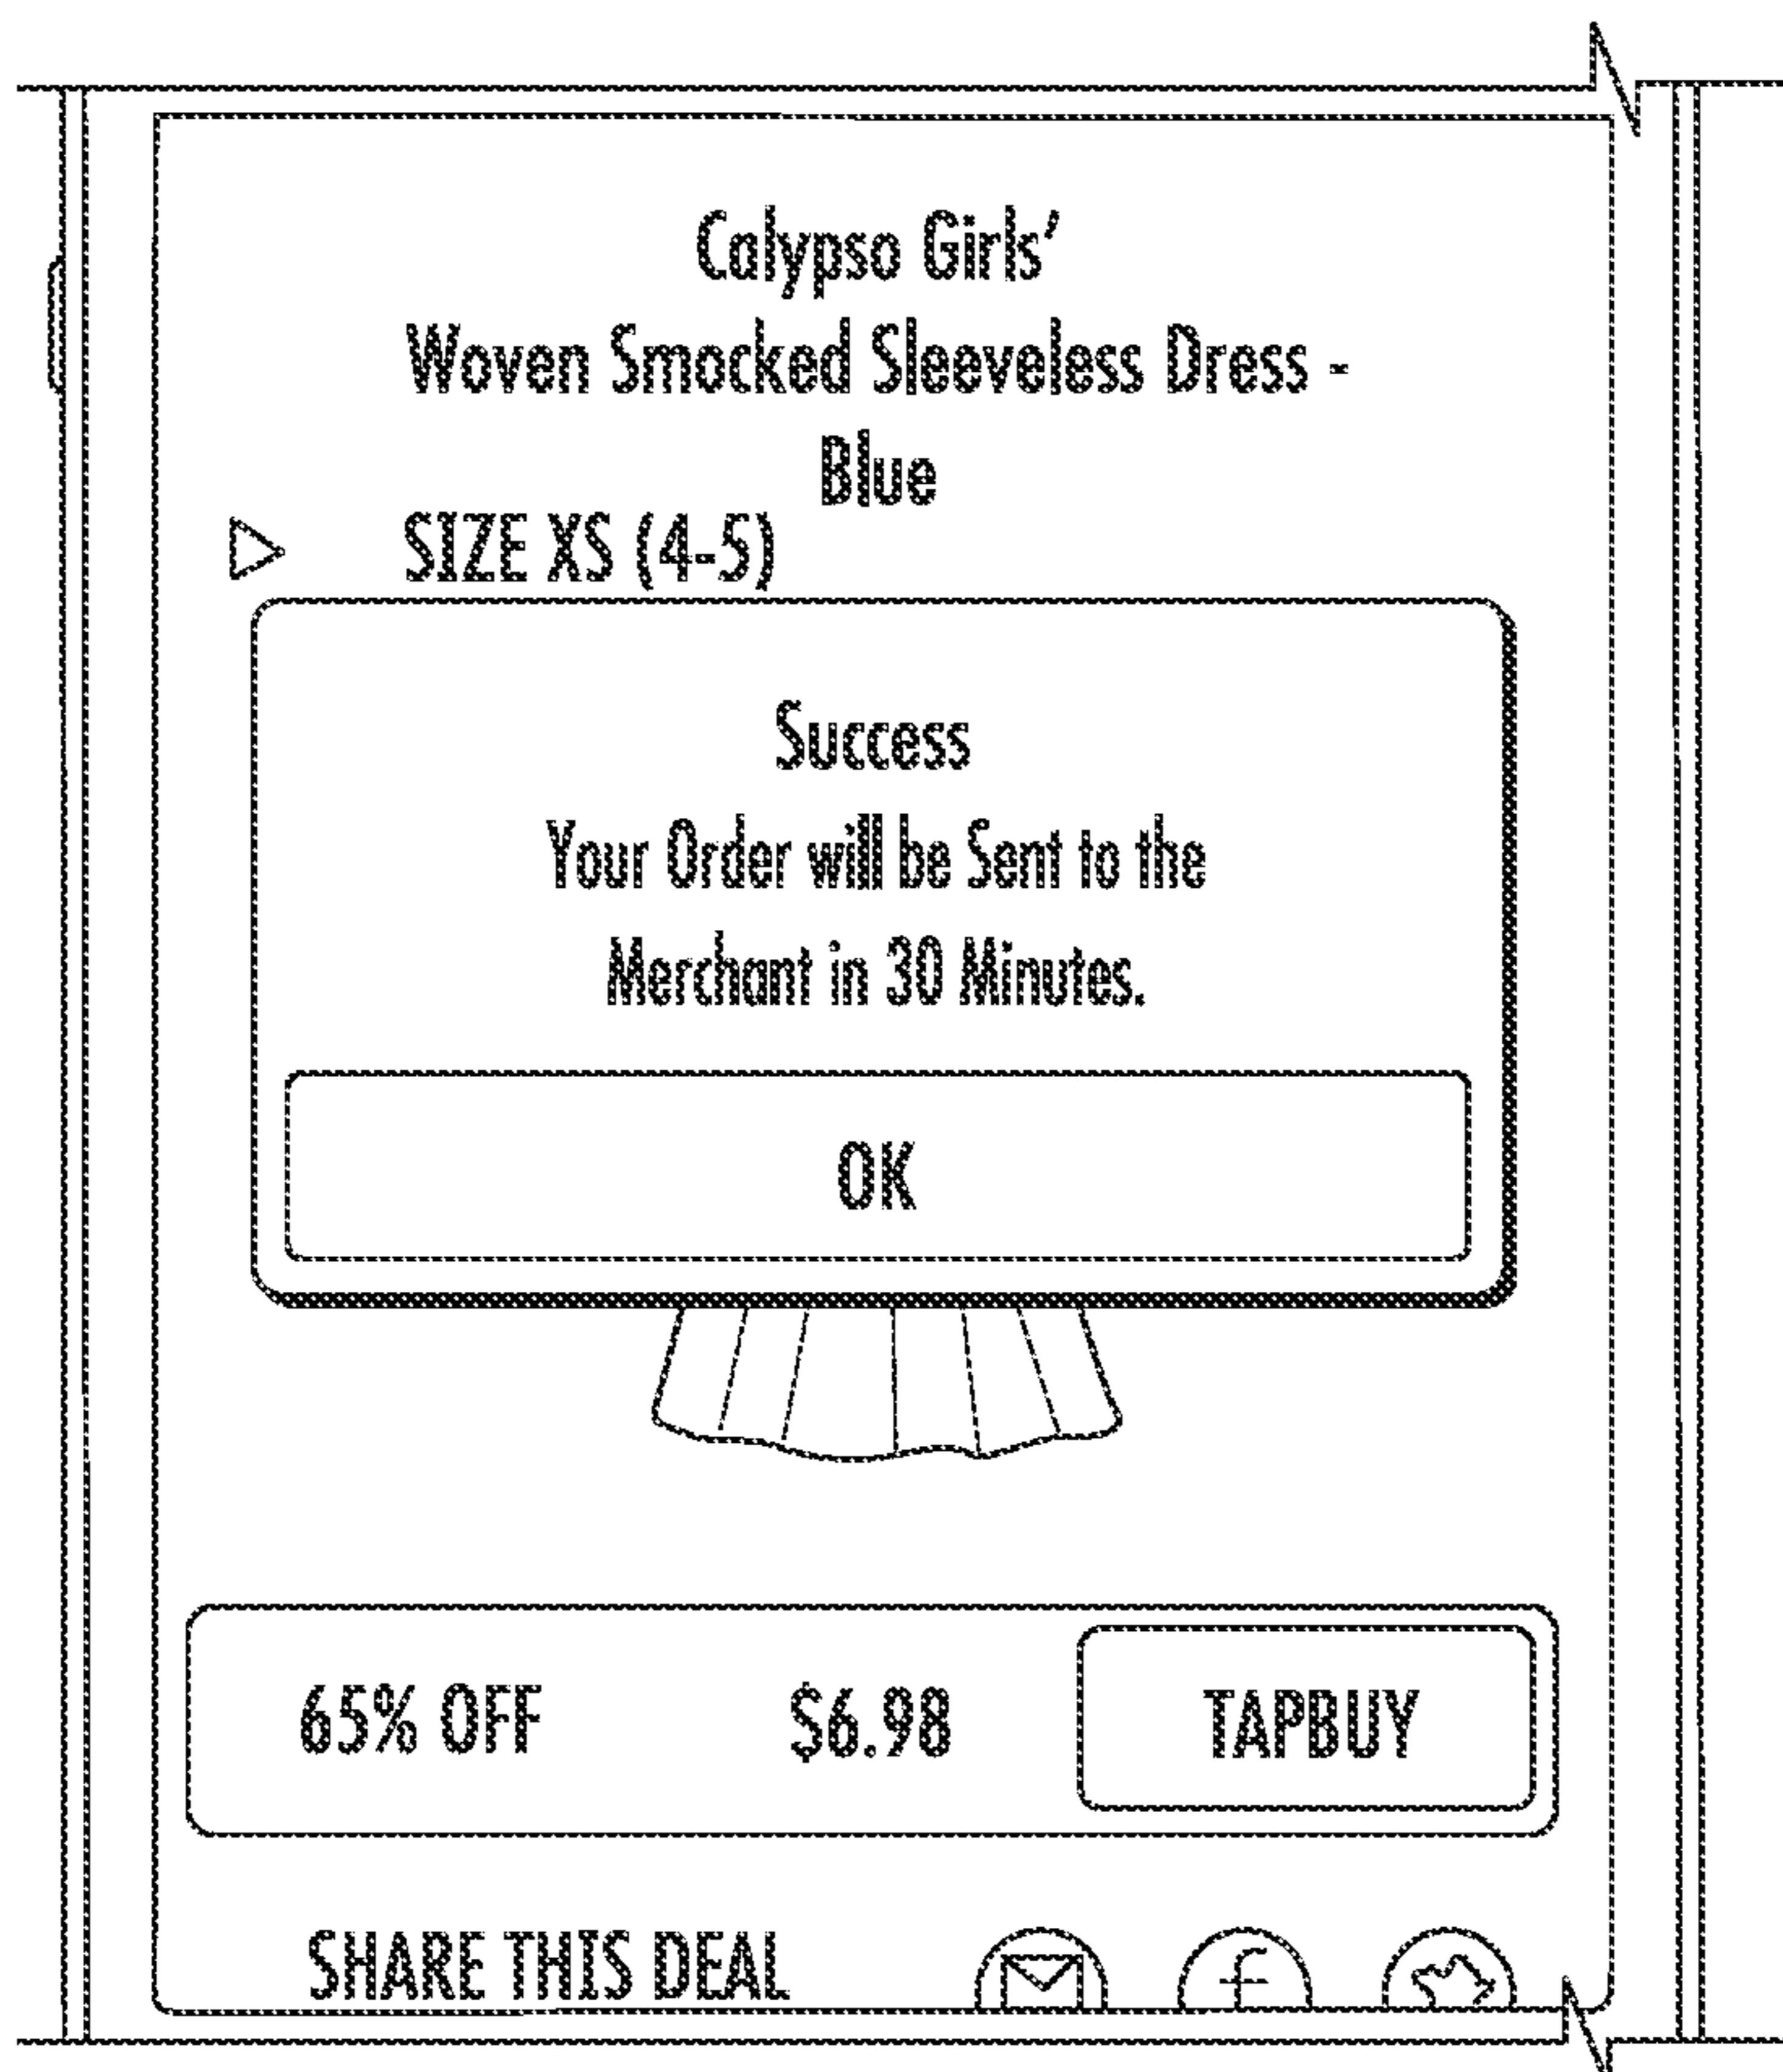 Calypso Girls'
Woven Smocked Sleeveless Dress -
Blue
SIZE XS (4-5)
Success
Your Order will be Sent to the
Merchant in 30 Minutes.
OK
65% OFF $6.98 TAPBUY
SHARE THIS DEAL f